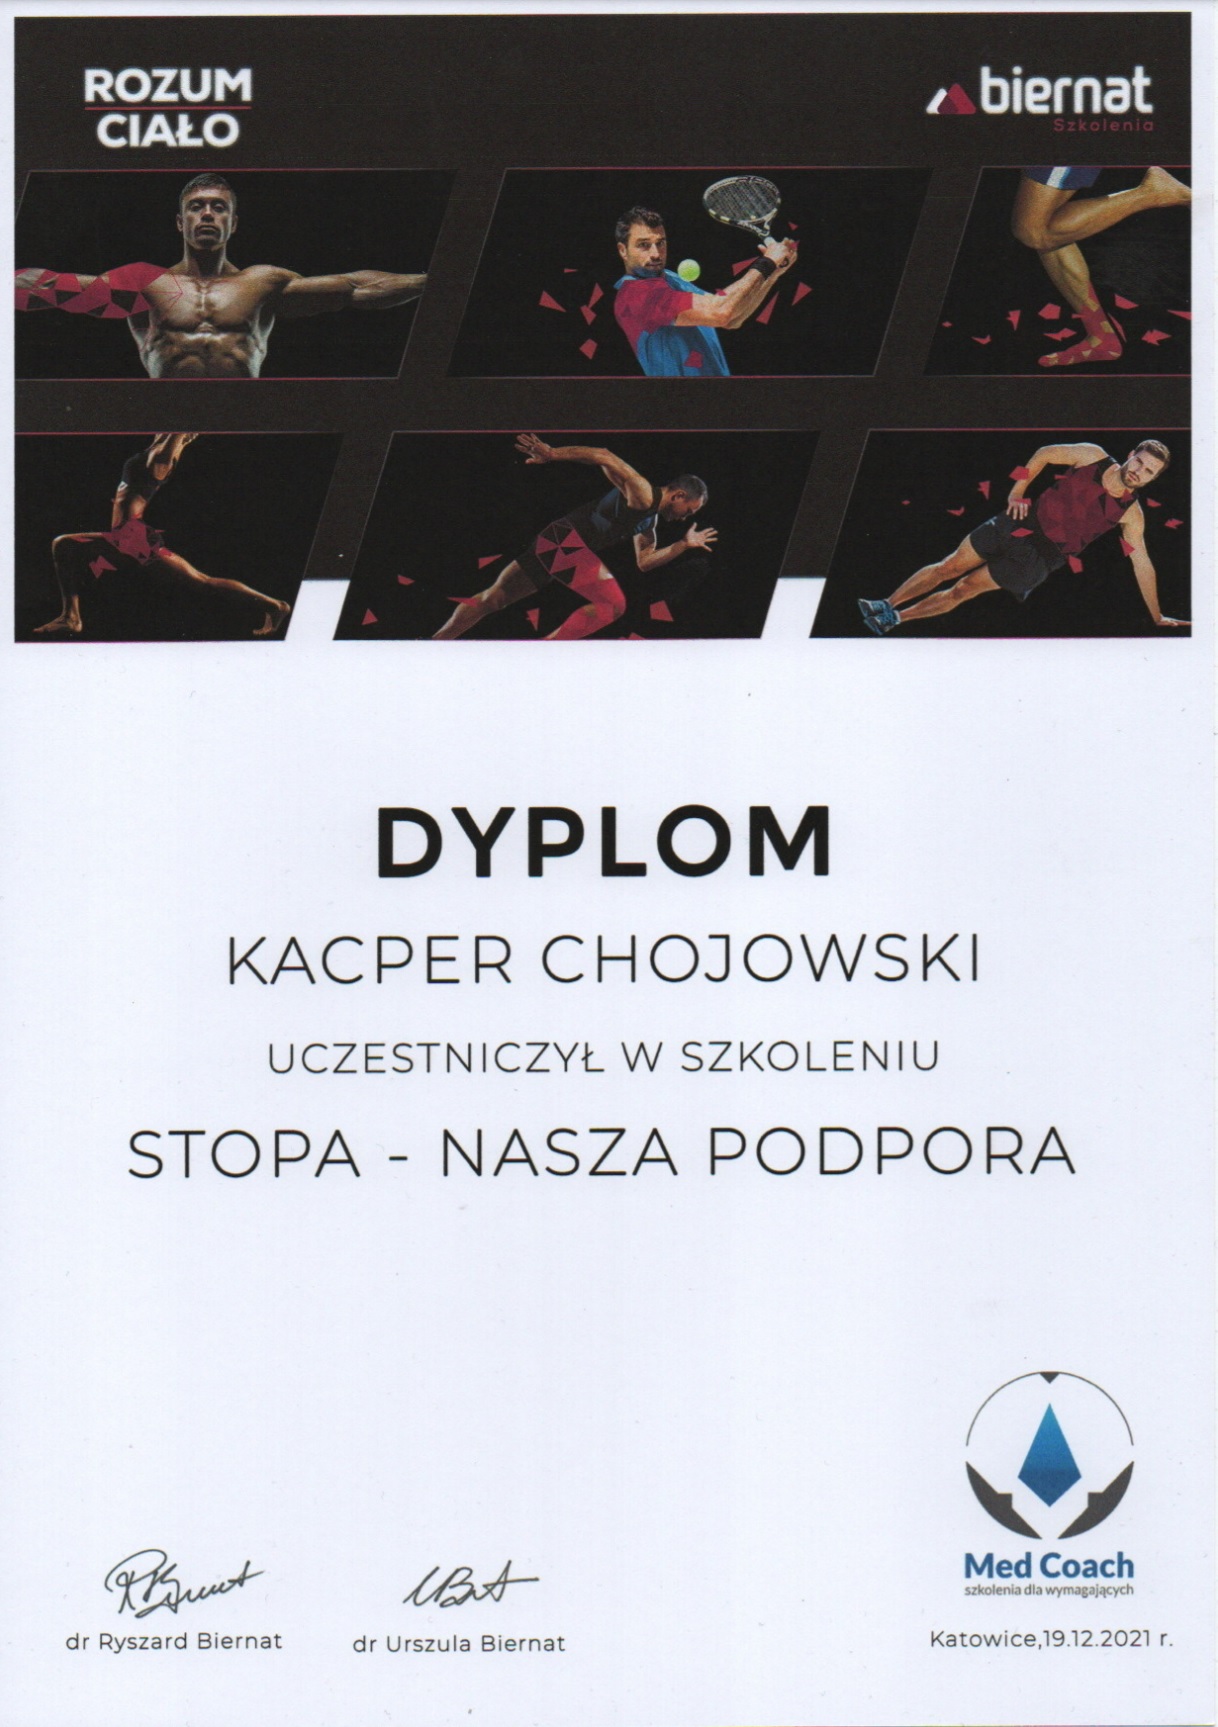 ROZUM
CIAŁO
biernat
Szkolenia
DYPLOM
KACPER CHOJOWSKI
UCZESTNICZYŁ W SZKOLENIU
STOPA - NASZA PODPORA
Med Coach
szkolenia dla wymagających
dr Ryszard Biernat
dr Urszula Biernat
Katowice,19.12.2021 r.